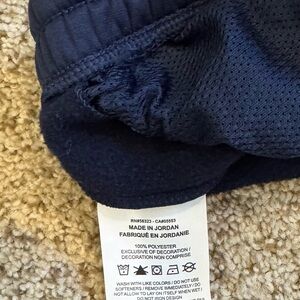 RN#56323 - CA#05553
MADE IN JORDAN
FABRIQUÉ EN JORDANIE
100% POLYESTER
EXCLUSIVE OF DECORATION /
DECORATION NON COMPRISE
WASH WITH LIKE COLORS / DO NOT USE
SOFTENERS / REMOVE IMMEDIATELY / DO
NOT ALLOW TO LAY ON ITSELF WHEN WET /
DO NOT IRON DESIGN